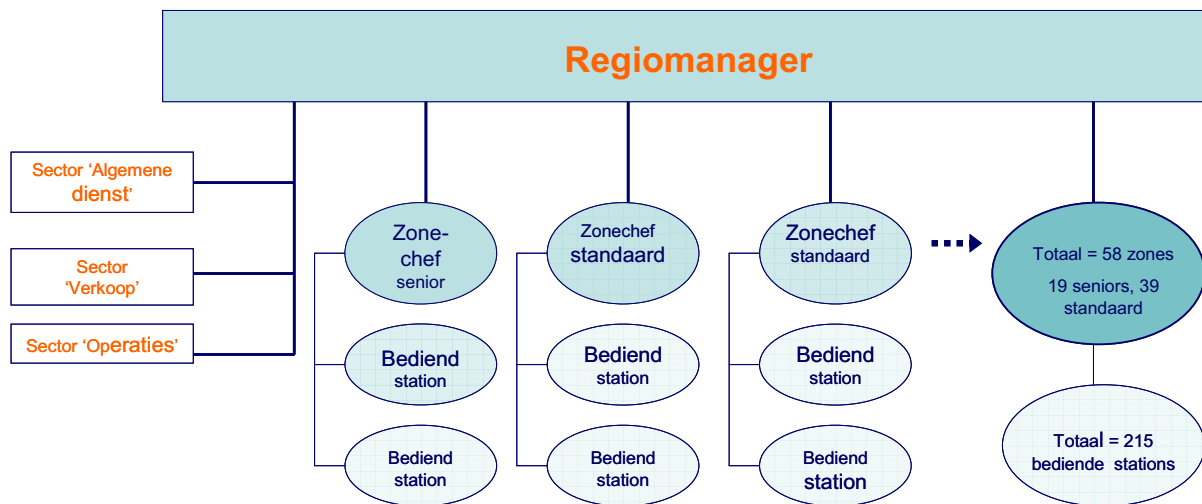 Regiomanager
Sector ‘Algemene
dienst’
Sector
‘Verkoop’
Sector ‘Operaties’
Zone-
chef
senior
Bediend
station
Bediend
station
Zonechef
standaard
Bediend
station
Bediend
station
Zonechef
standaard
Bediend
station
Bediend
station
Totaal = 58 zones
19 seniors, 39
standaard
Totaal = 215
bediende stations